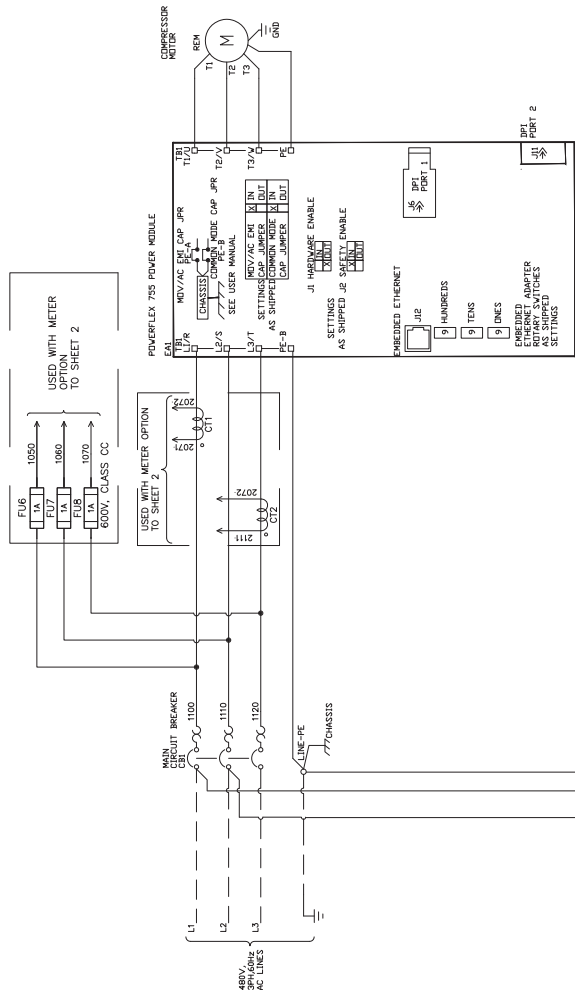 480V,
3PH,60Hz
AC LINES
L1
L2
L3
MAIN
CIRCUIT BREAKER
CB1
1100
1110
1120
LINE-PE
CHASSIS
FU6
1A
1050
FU7
1A
1060
FU8
1A
1070
600V, CLASS CC
USED WITH METER
OPTION
TO SHEET 2
USED WITH METER OPTION
TO SHEET 2
2071
2072
CT1
2111
2072
CT2
POWERFLEX 755 POWER MODULE
EA1
TB1
L1/R
L2/S
L3/T
PE-B
MOV/AC EMI CAP JPR
PE-A
CHASSIS
COMMON MODE CAP JPR
PE-B
SEE USER MANUAL
SETTINGS
AS SHIPPED
MOV/AC EMI
CAP JUMPER
X IN
OUT
COMMON MODE
CAP JUMPER
X IN
OUT
TB1
T1/U
T2/V
T3/W
PE
COMPRESSOR
MOTOR
REM
T1
T2
T3
M
GND
J1 HARDWARE ENABLE
IN
X OUT
SETTINGS
AS SHIPPED
J2 SAFETY ENABLE
X IN
OUT
EMBEDDED ETHERNET
J12
9 HUNDREDS
9 TENS
9 ONES
EMBEDDED
ETHERNET ADAPTER
ROTARY SWITCHES
AS SHIPPED
SETTINGS
J6
DPI
PORT 1
DPI
PORT 2
J11